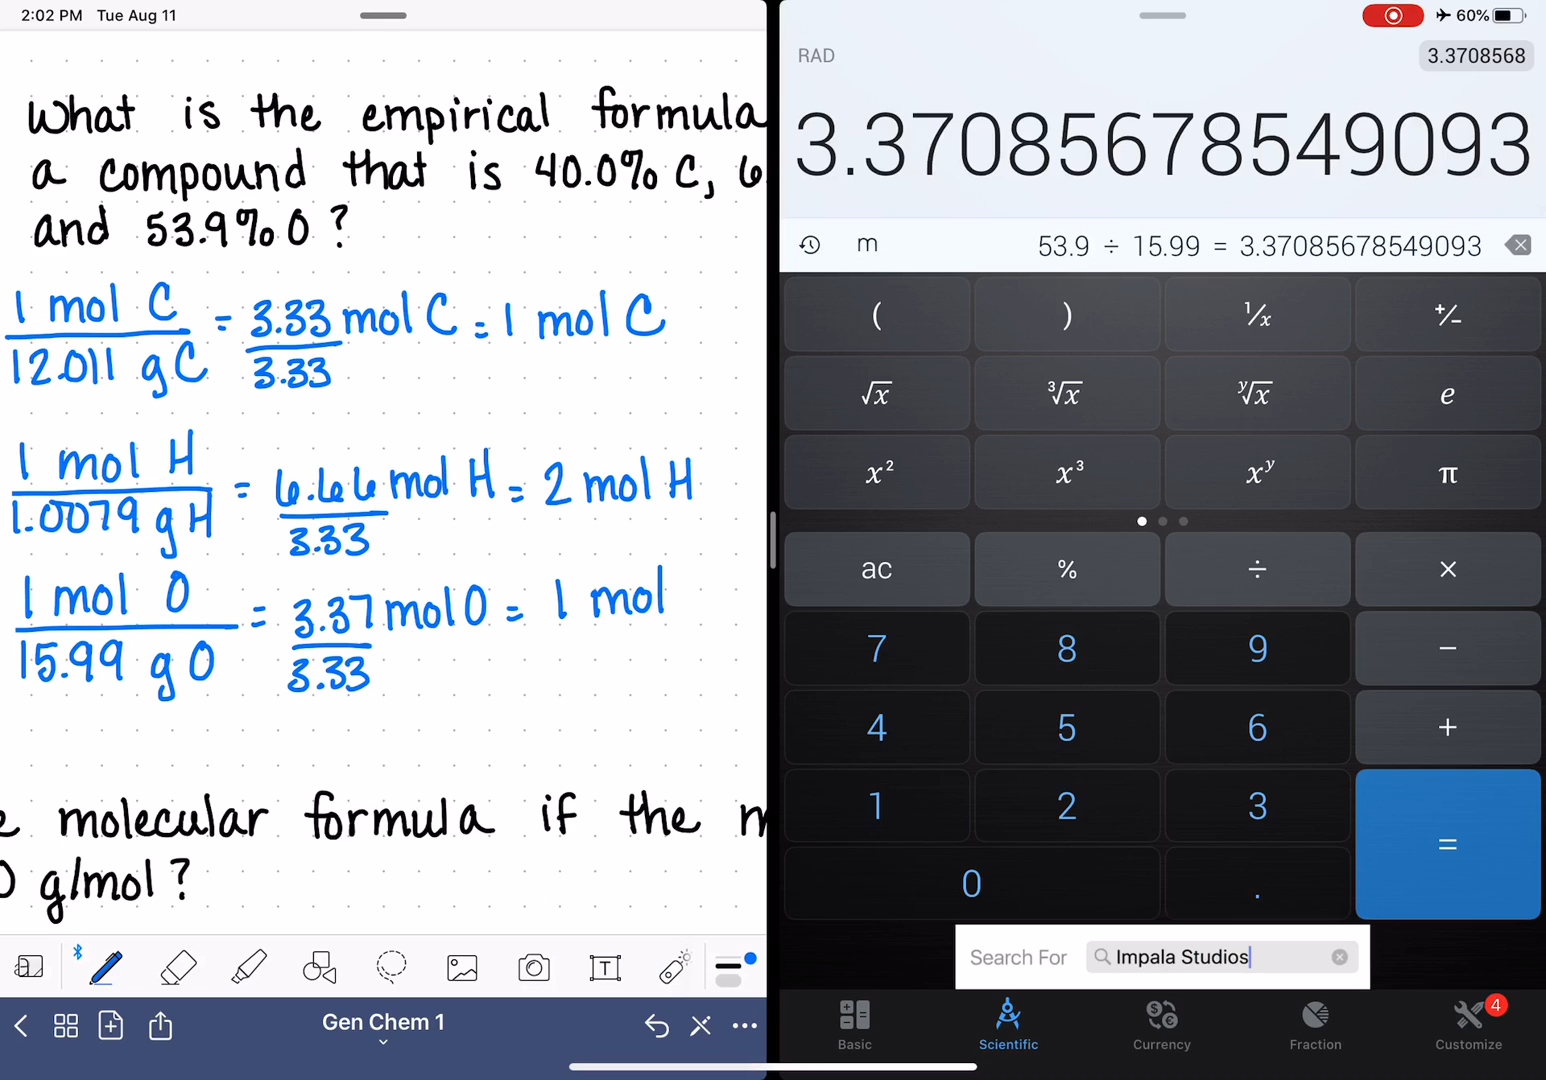 2:02 PM Tue Aug 11
What is the empirical formula
a compound that is 40.0% C, 6
and 53.9% O ?
1 mol C
12.011 g C
= 3.33 mol C = 1 mol C
3.33
1 mol H
1.0079 g H
= 6.66 mol H = 2 mol H
3.33
1 mol O
15.99 g O
= 3.37 mol O = 1 mol
3.33
e molecular formula if the m
0 g/mol ?
T
Gen Chem 1
60%
RAD
3.3708568
3.37085678549093
m 53.9 ÷ 15.99 = 3.37085678549093
( ) 1/x +/−
√x ∛x ʸ√x e
x² x³ xʸ π
ac % ÷ ×
7 8 9 −
4 5 6 +
1 2 3 =
0 .
Search For Impala Studios
4
Basic Scientific Currency Fraction Customize